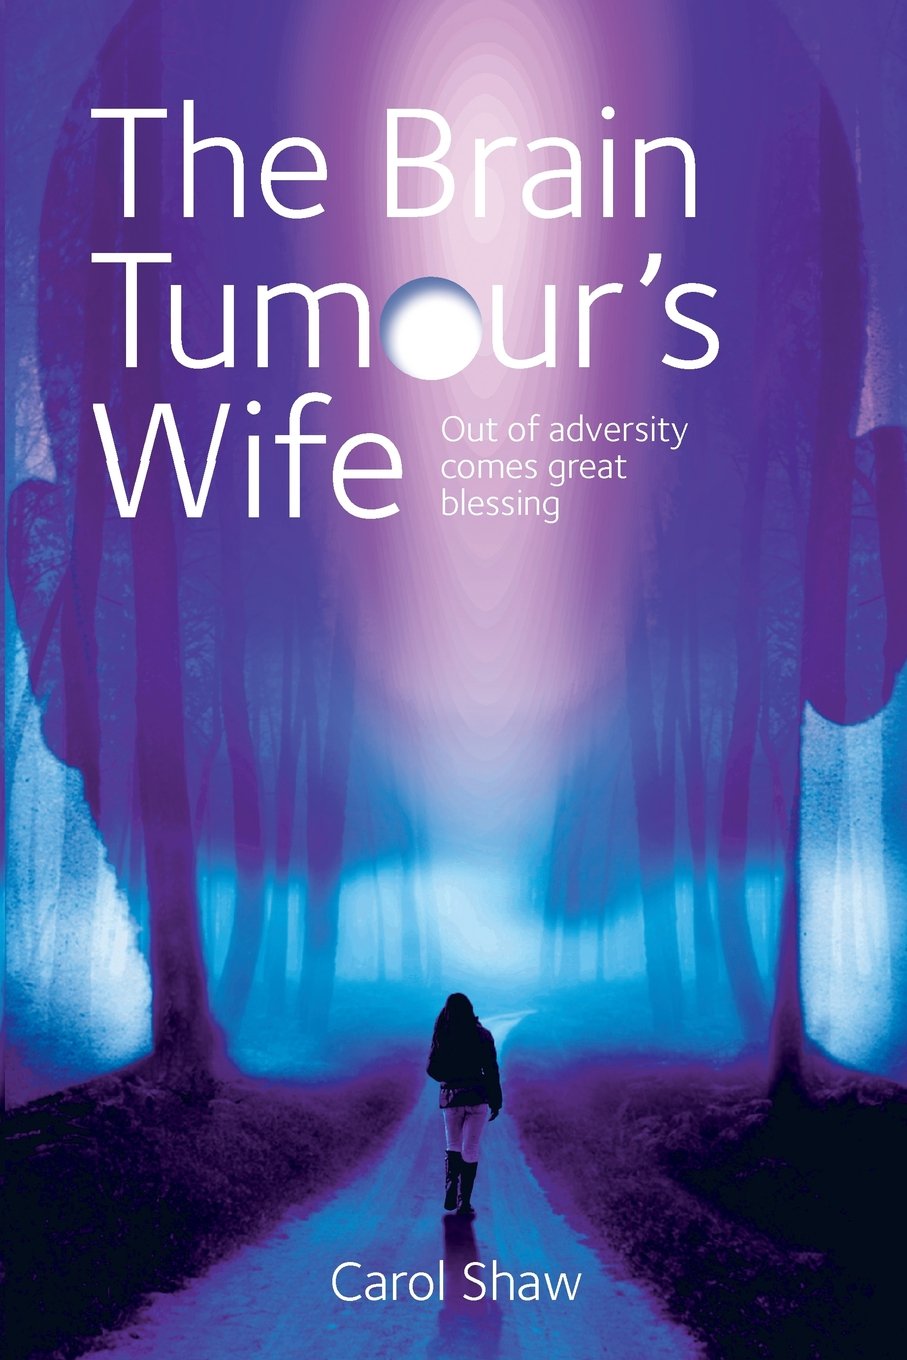 The Brain
Tumour’s
Wife
Out of adversity
comes great
blessing
Carol Shaw